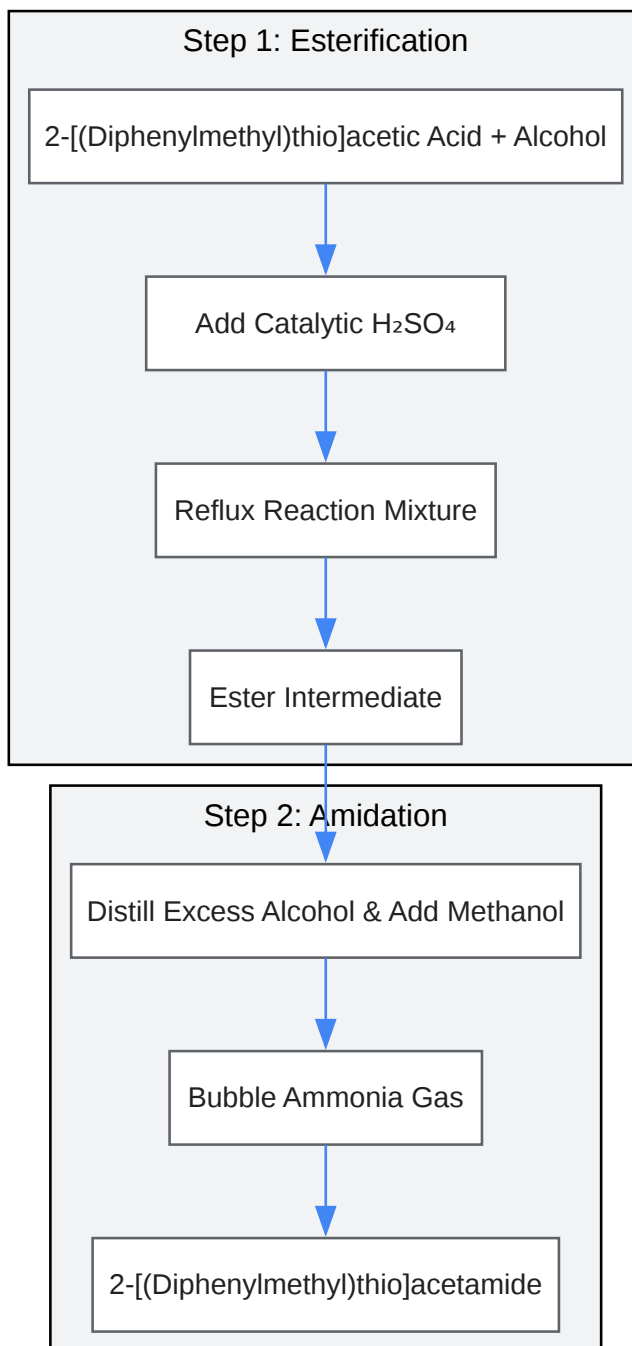 Step 1: Esterification
2-[(Diphenylmethyl)thio]acetic Acid + Alcohol
Add Catalytic H₂SO₄
Reflux Reaction Mixture
Ester Intermediate
Step 2: Amidation
Distill Excess Alcohol & Add Methanol
Bubble Ammonia Gas
2-[(Diphenylmethyl)thio]acetamide